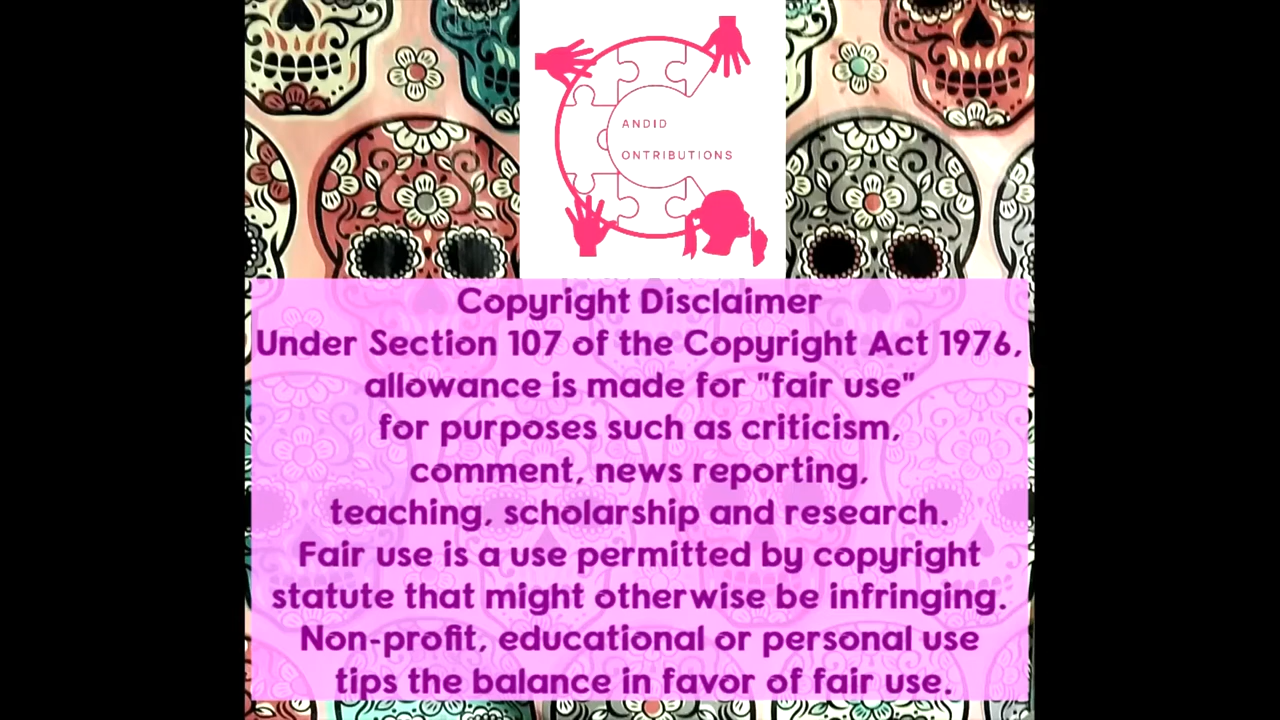 ANDID
ONTRIBUTIONS
Copyright Disclaimer
Under Section 107 of the Copyright Act 1976,
allowance is made for "fair use"
for purposes such as criticism,
comment, news reporting,
teaching, scholarship and research.
Fair use is a use permitted by copyright
statute that might otherwise be infringing.
Non-profit, educational or personal use
tips the balance in favor of fair use.